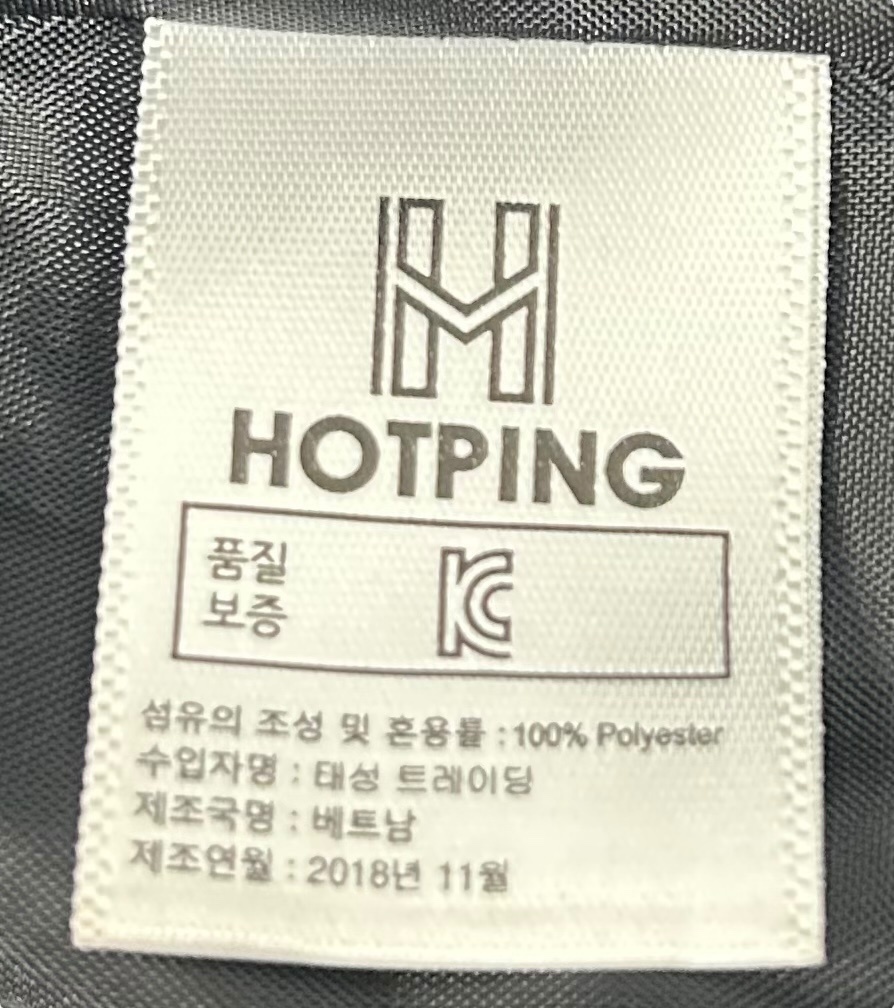 HOTPING
품질
보증
KC
섬유의 조성 및 혼용률 : 100% Polyester
수입자명 : 태성 트레이딩
제조국명 : 베트남
제조연월 : 2018년 11월